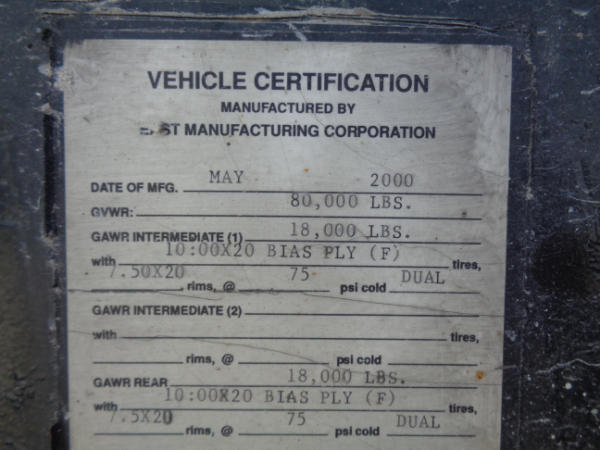 VEHICLE CERTIFICATION
MANUFACTURED BY
EAST MANUFACTURING CORPORATION
DATE OF MFG. MAY 2000
GVWR: 80,000 LBS.
GAWR INTERMEDIATE (1) 18,000 LBS.
with 10:00X20 BIAS PLY (F) tires,
7.50X20 rims, @ 75 psi cold DUAL
GAWR INTERMEDIATE (2)
with tires,
rims, @ psi cold
GAWR REAR 18,000 LBS.
with 10:00X20 BIAS PLY (F) tires,
7.5X20 rims, @ 75 psi cold DUAL